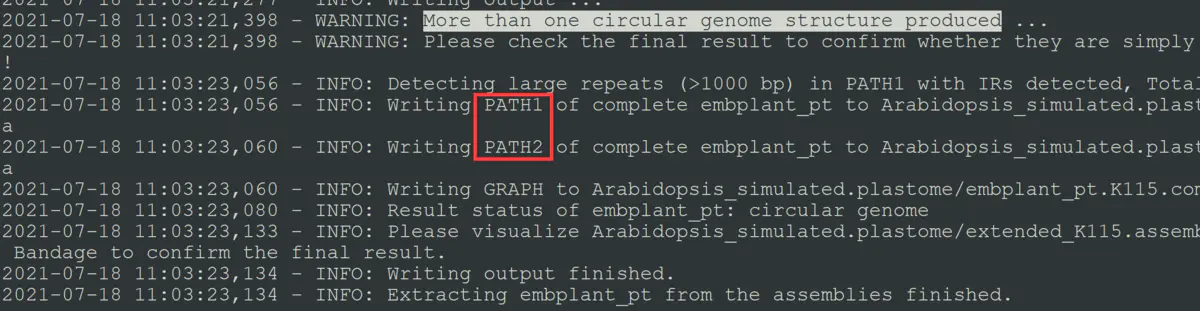 2021-07-18 11:03:21,277 - INFO: Writing output ...
2021-07-18 11:03:21,398 - WARNING: More than one circular genome structure produced ...
2021-07-18 11:03:21,398 - WARNING: Please check the final result to confirm whether they are simply
!
2021-07-18 11:03:23,056 - INFO: Detecting large repeats (>1000 bp) in PATH1 with IRs detected, Total
2021-07-18 11:03:23,056 - INFO: Writing PATH1 of complete embplant_pt to Arabidopsis_simulated.plast
a
2021-07-18 11:03:23,060 - INFO: Writing PATH2 of complete embplant_pt to Arabidopsis_simulated.plast
a
2021-07-18 11:03:23,060 - INFO: Writing GRAPH to Arabidopsis_simulated.plastome/embplant_pt.K115.com
2021-07-18 11:03:23,080 - INFO: Result status of embplant_pt: circular genome
2021-07-18 11:03:23,133 - INFO: Please visualize Arabidopsis_simulated.plastome/extended_K115.assemb
Bandage to confirm the final result.
2021-07-18 11:03:23,134 - INFO: Writing output finished.
2021-07-18 11:03:23,134 - INFO: Extracting embplant_pt from the assemblies finished.